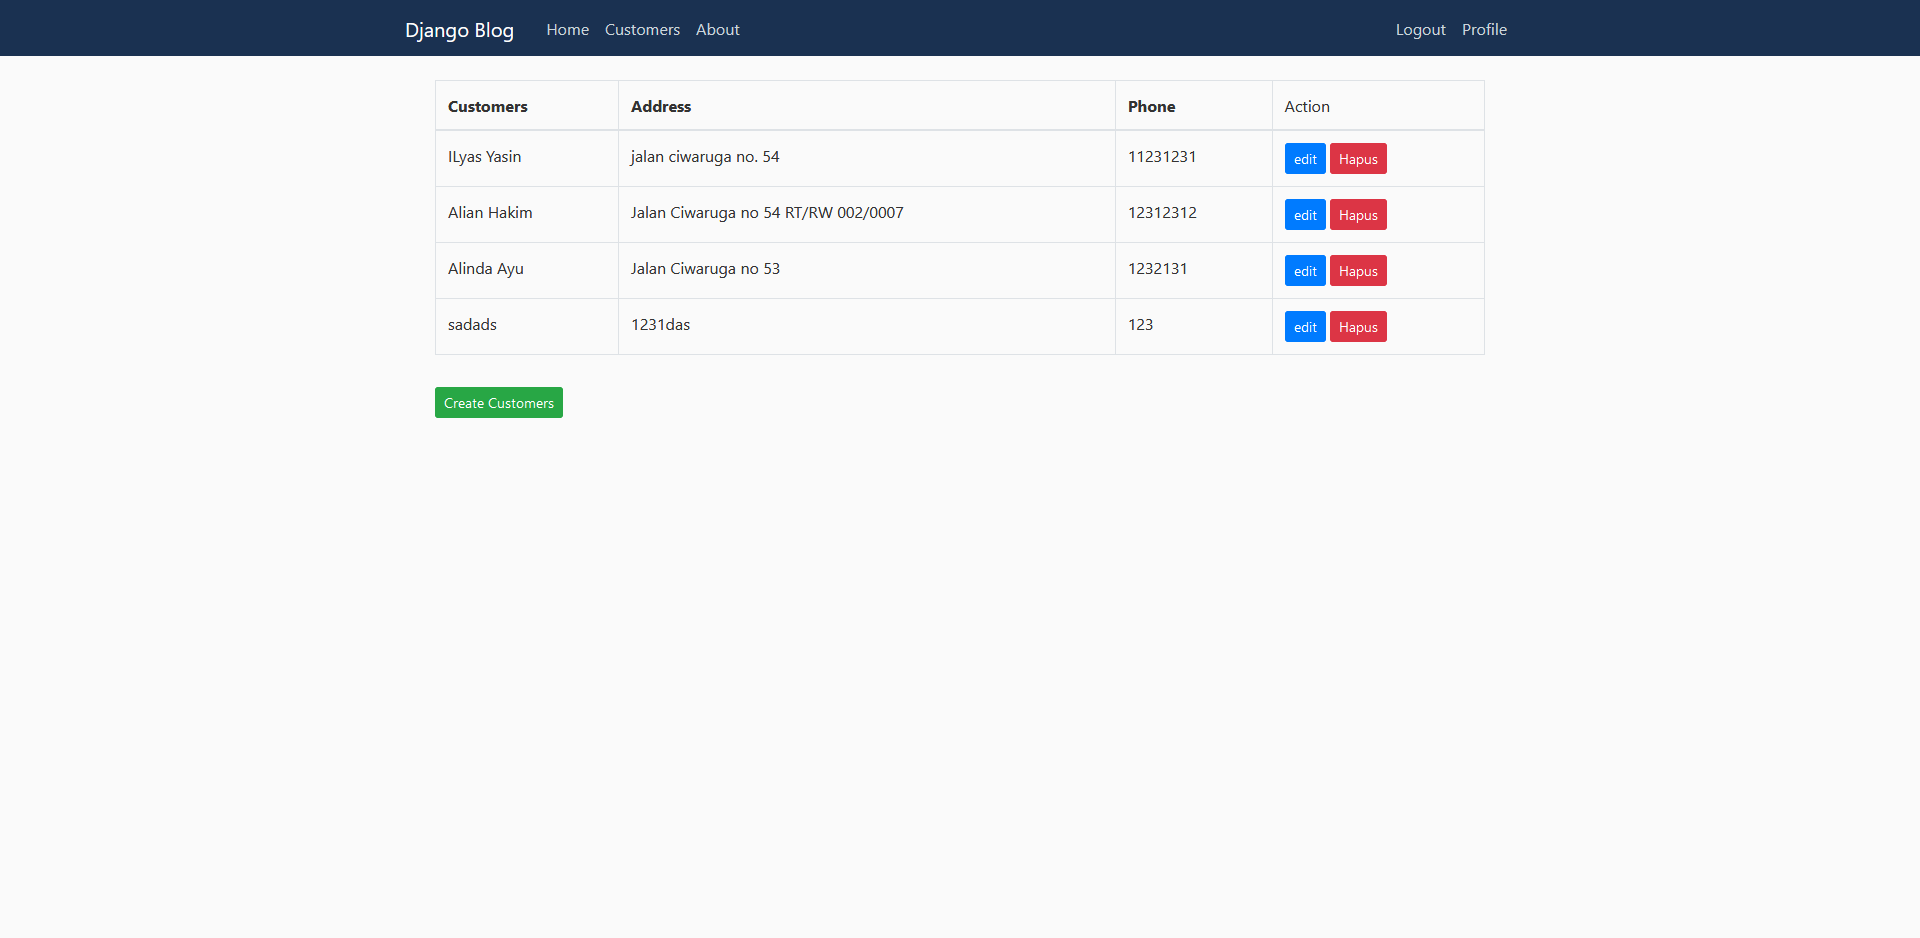 Django Blog Home Customers About Logout Profile
Customers Address Phone Action
ILyas Yasin jalan ciwaruga no. 54 11231231 edit Hapus
Alian Hakim Jalan Ciwaruga no 54 RT/RW 002/0007 12312312 edit Hapus
Alinda Ayu Jalan Ciwaruga no 53 1232131 edit Hapus
sadads 1231das 123 edit Hapus
Create Customers